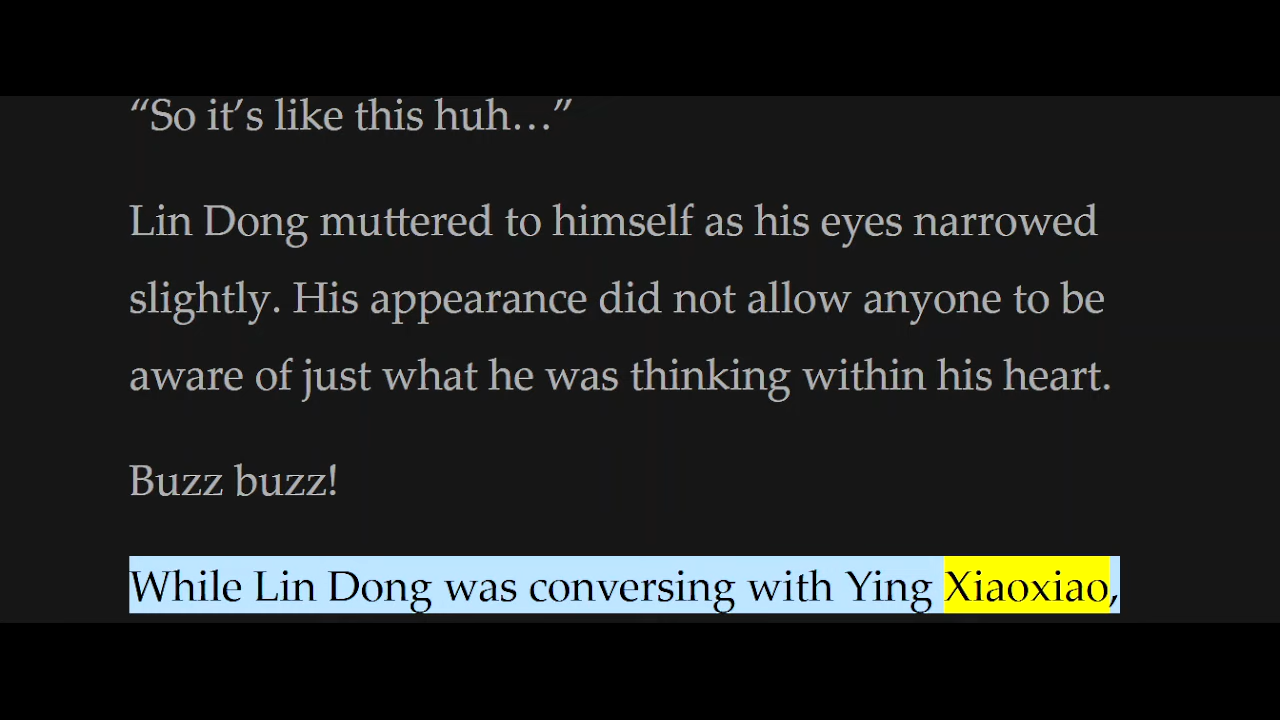 “So it’s like this huh…”
Lin Dong muttered to himself as his eyes narrowed
slightly. His appearance did not allow anyone to be
aware of just what he was thinking within his heart.
Buzz buzz!
While Lin Dong was conversing with Ying Xiaoxiao,